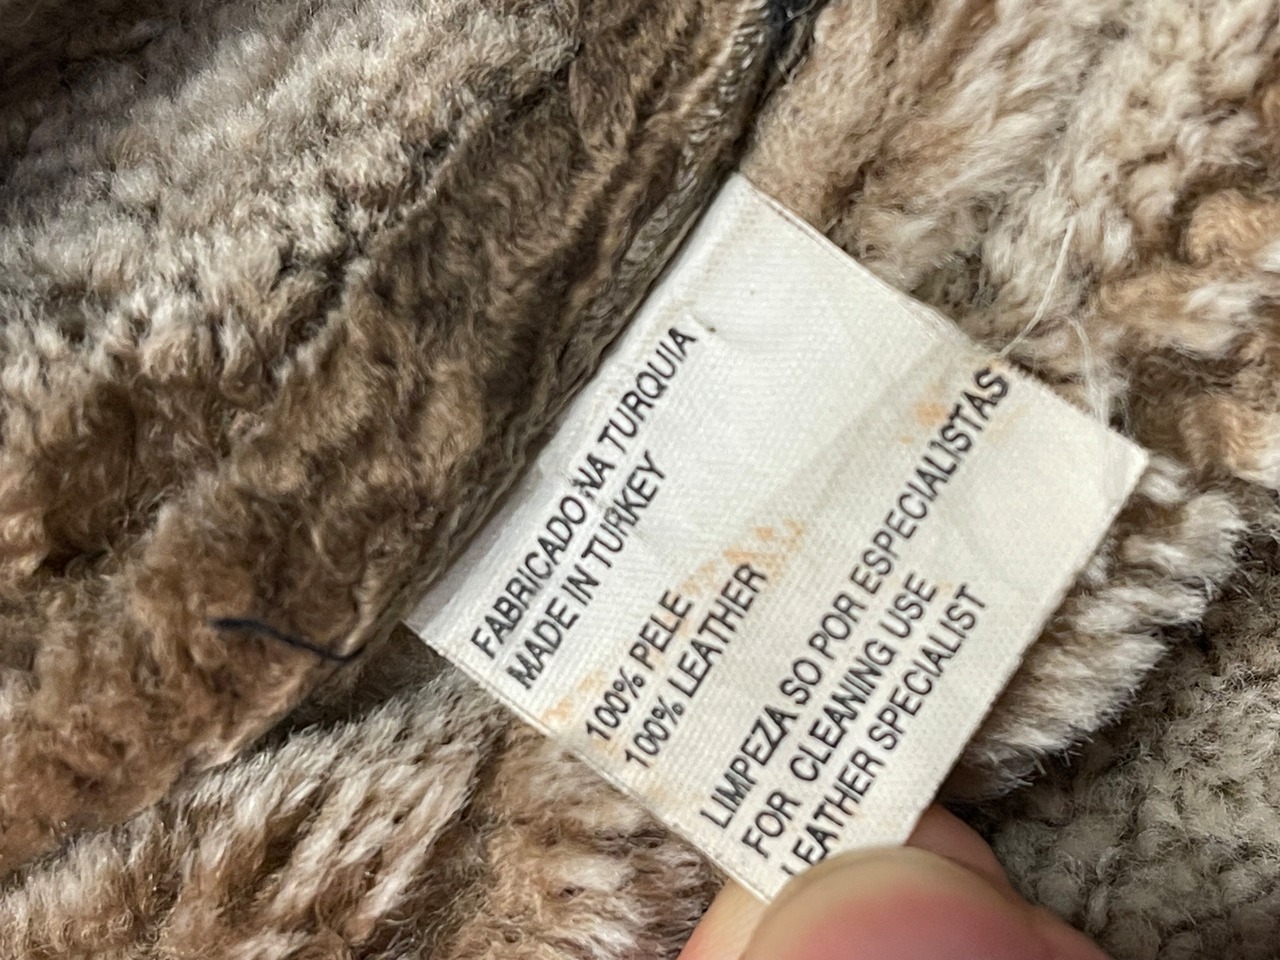 FABRICADO NA TURQUIA
MADE IN TURKEY
100% PELE
100% LEATHER
LIMPEZA SO POR ESPECIALISTAS
FOR CLEANING USE
LEATHER SPECIALIST